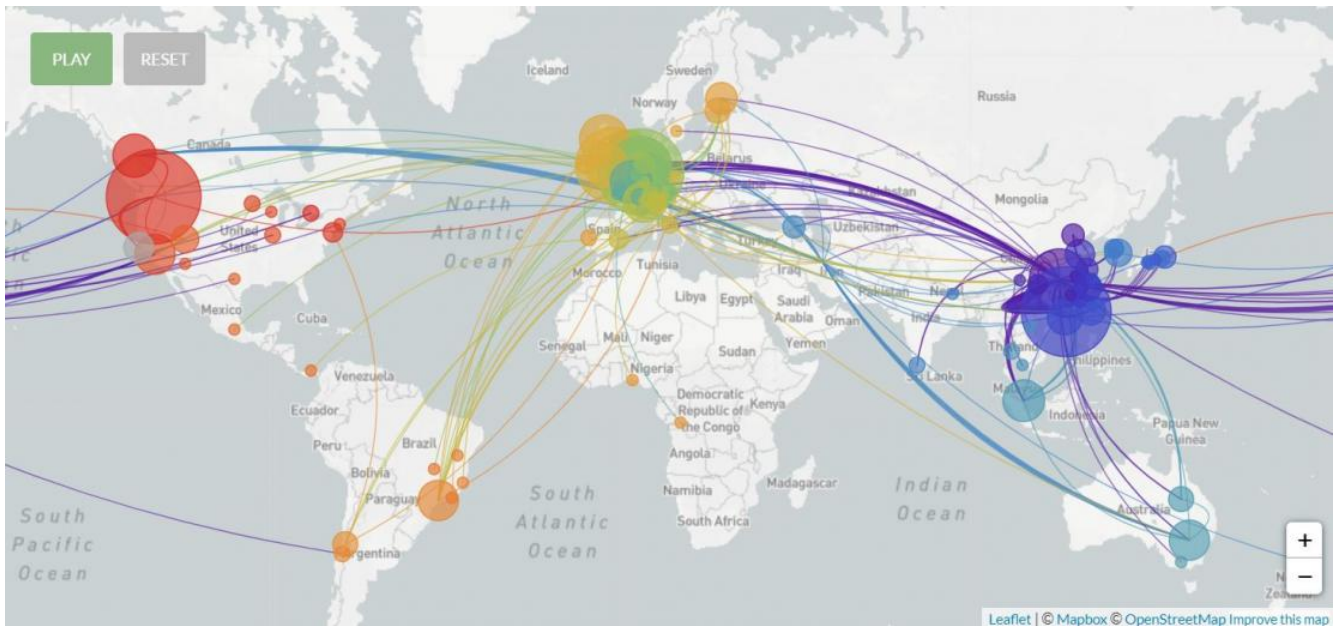 PLAY
RESET
Iceland
Sweden
Norway
Russia
Canada
Belarus
Ukraine
Kazakhstan
Mongolia
North
Atlantic
Ocean
United
States
Spain
Turkey
Uzbekistan
Morocco
Tunisia
Iraq
Iran
Pakistan
Libya
Egypt
Saudi
Arabia
Oman
India
Mexico
Cuba
Mali
Niger
Senegal
Sudan
Yemen
Thailand
Philippines
Nigeria
Sri Lanka
Venezuela
Democratic
Republic of
the Congo
Kenya
Indonesia
Ecuador
Papua New
Guinea
Peru
Brazil
Angola
Bolivia
Madagascar
Paraguay
Namibia
South
Atlantic
Ocean
Indian
Ocean
Australia
South Africa
South
Pacific
Ocean
Argentina
+
−
Leaflet | © Mapbox © OpenStreetMap Improve this map